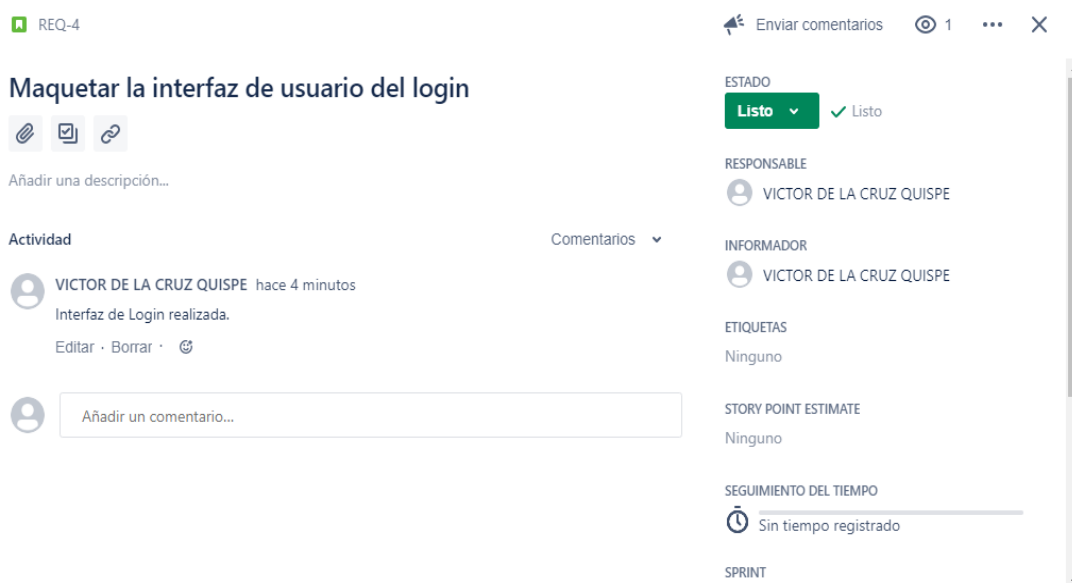 REQ-4
Enviar comentarios
1
Maquetar la interfaz de usuario del login
Añadir una descripción...
Actividad
Comentarios
VICTOR DE LA CRUZ QUISPE hace 4 minutos
Interfaz de Login realizada.
Editar · Borrar ·
Añadir un comentario...
ESTADO
Listo
Listo
RESPONSABLE
VICTOR DE LA CRUZ QUISPE
INFORMADOR
VICTOR DE LA CRUZ QUISPE
ETIQUETAS
Ninguno
STORY POINT ESTIMATE
Ninguno
SEGUIMIENTO DEL TIEMPO
Sin tiempo registrado
SPRINT